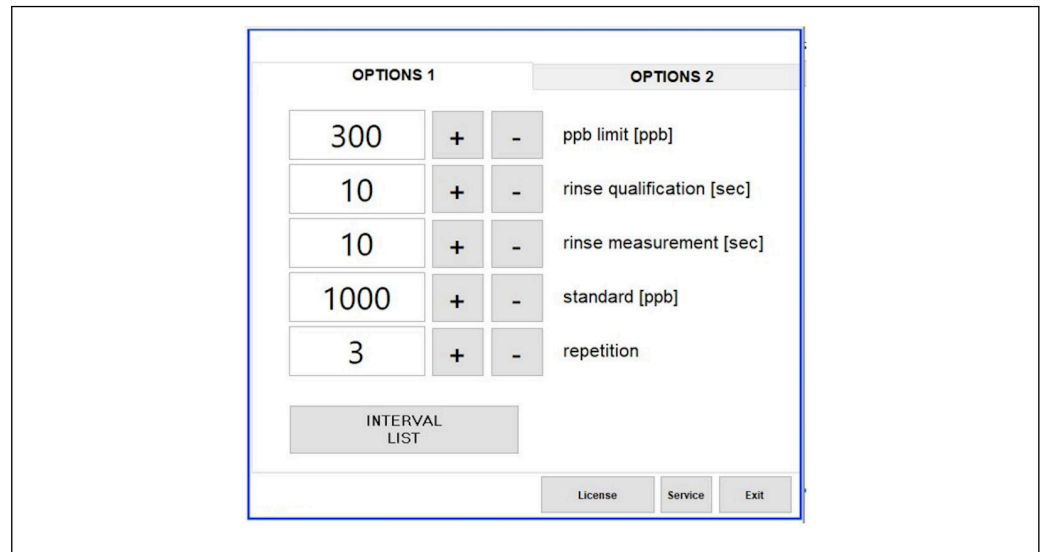 OPTIONS 1 OPTIONS 2
300 + - ppb limit [ppb]
10 + - rinse qualification [sec]
10 + - rinse measurement [sec]
1000 + - standard [ppb]
3 + - repetition
INTERVAL
LIST
License Service Exit